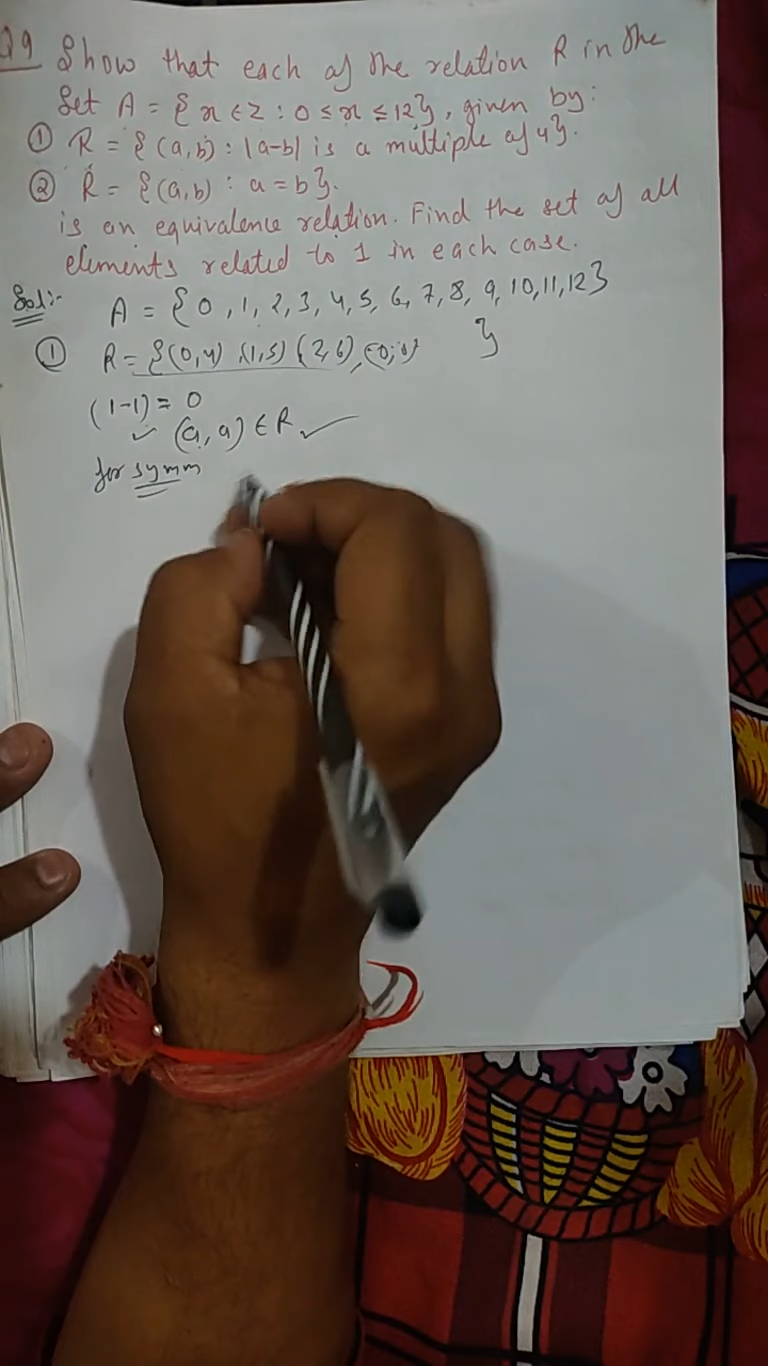 Q9 Show that each of the relation R in the
Set A = { x ∈ Z : 0 ≤ x ≤ 12}, given by:
① R = { (a,b) : |a-b| is a multiple of 4}.
② R = {(a,b) : a = b}.
is an equivalence relation. Find the set of all
elements related to 1 in each case.
Sol:- A = { 0, 1, 2, 3, 4, 5, 6, 7, 8, 9, 10, 11, 12 }
① R = {(0,4) (1,5) (2,6), }
(1-1) = 0
✓ (a, a) ∈ R ✓
for symm